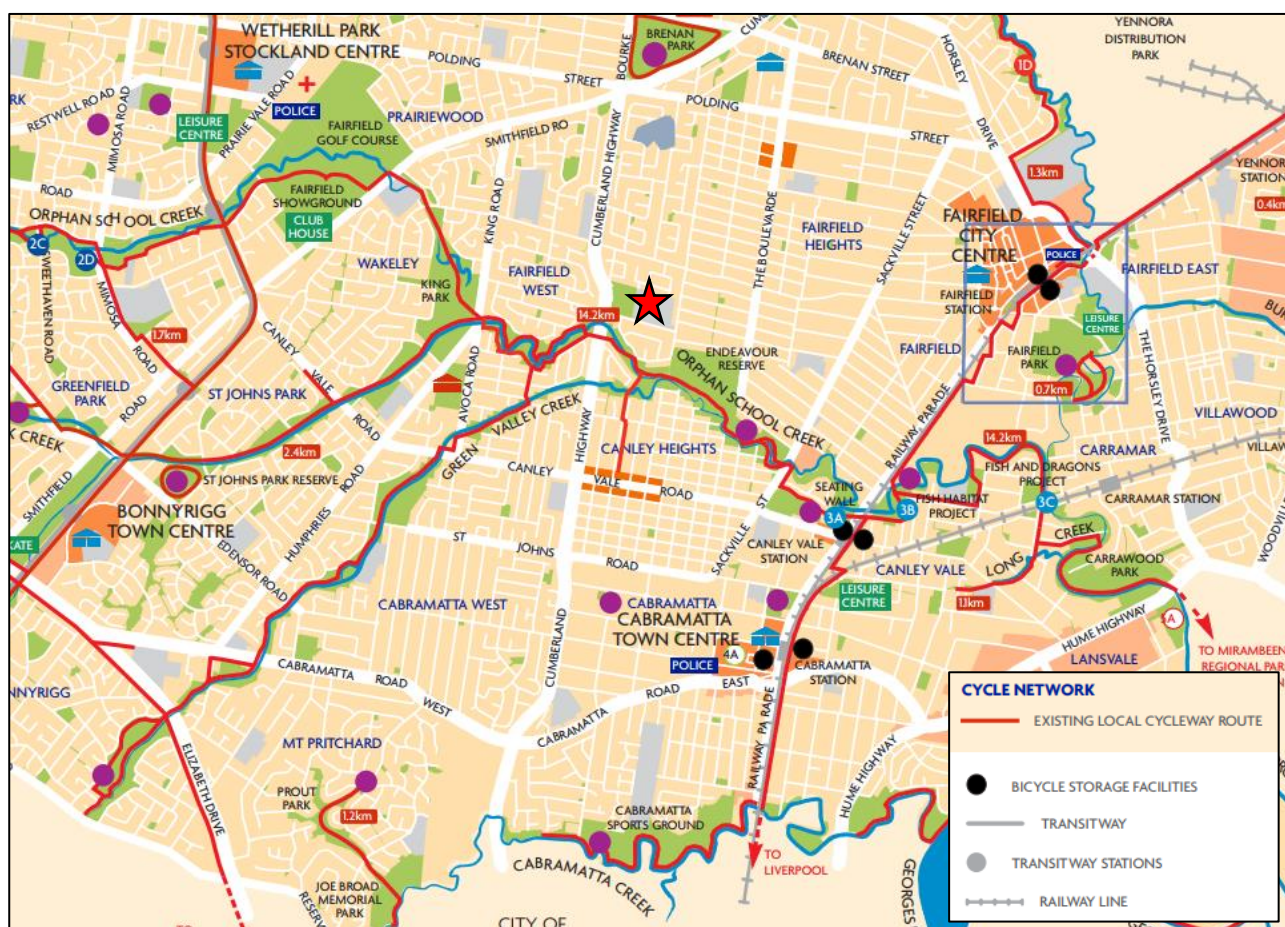 WETHERILL PARK
STOCKLAND CENTRE
POLDING
STREET
BOURKE
BRENAN
PARK
BRENAN STREET
HORSLEY
DRIVE
1D
YENNORA
DISTRIBUTION
PARK
RESTWELL ROAD
MIMOSA ROAD
LEISURE
CENTRE
PRAIRIE VALE ROAD
POLICE
FAIRFIELD
GOLF COURSE
PRAIRIEWOOD
SMITHFIELD RO
POLDING
STREET
CUMBERLAND HIGHWAY
1.3km
YENNORA
STATION
0.4km
ROAD
ORPHAN SCHOOL CREEK
FAIRFIELD
SHOWGROUND
CLUB
HOUSE
KING ROAD
THE BOULEVARDE
FAIRFIELD
HEIGHTS
SACKVILLE STREET
FAIRFIELD
CITY
CENTRE
POLICE
FAIRFIELD EAST
2C
2D
SWEETHAVEN ROAD
MIMOSA
ROAD
WAKELEY
KING
PARK
FAIRFIELD
WEST
FAIRFIELD
STATION
LEISURE
CENTRE
1.7km
14.2km
CANLEY
VALE
ROAD
AVOCA ROAD
ORPHAN SCHOOL CREEK
ENDEAVOUR
RESERVE
FAIRFIELD
FAIRFIELD
PARK
0.7km
THE HORSLEY DRIVE
GREENFIELD
PARK
ROAD
ST JOHNS PARK
GREEN
VALLEY CREEK
HIGHWAY
RAILWAY PARADE
VILLAWOOD
K CREEK
2.4km
CANLEY HEIGHTS
14.2km
CARRAMAR
SMITHFIELD
ST JOHNS PARK RESERVE
ROAD
CANLEY
VALE
ROAD
SEATING
WALL
3A
3B
FISH HABITAT
PROJECT
FISH AND DRAGONS
PROJECT
3C
CARRAMAR STATION
BONNYRIGG
TOWN CENTRE
EDENSOR ROAD
HUMPHRIES
ST
JOHNS
ROAD
SACKVILLE
ST
CANLEY VALE
STATION
CANLEY VALE
LONG
CREEK
CARRAWOOD
PARK
CABRAMATTA WEST
CABRAMATTA
CABRAMATTA
TOWN CENTRE
LEISURE
CENTRE
1.1km
HUME HIGHWAY
LANSVALE
TO MIRAMBEEN
POLICE
4A
CABRAMATTA
STATION
CABRAMATTA
ROAD
WEST
CUMBERLAND
CABRAMATTA
ROAD
EAST
ELIZABETH DRIVE
MT PRITCHARD
PROUT
PARK
1.2km
RAILWAY PARADE
HUME HIGHWAY
CABRAMATTA
SPORTS GROUND
CABRAMATTA CREEK
TO
LIVERPOOL
JOE BROAD
MEMORIAL
PARK
CITY OF
GEORGES
CYCLE NETWORK
EXISTING LOCAL CYCLEWAY ROUTE
BICYCLE STORAGE FACILITIES
TRANSITWAY
TRANSITWAY STATIONS
RAILWAY LINE